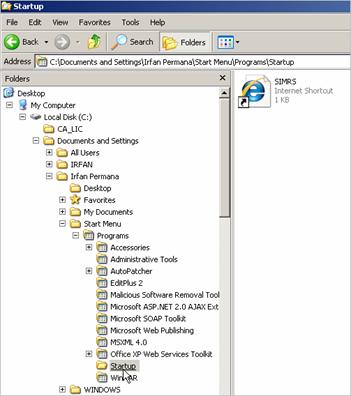 Startup
File Edit View Favorites Tools Help
Back Search Folders
Address C:\Documents and Settings\Irfan Permana\Start Menu\Programs\Startup
Folders
Desktop
My Computer
Local Disk (C:)
CA_LIC
Documents and Settings
All Users
IRFAN
Irfan Permana
Desktop
Favorites
My Documents
Start Menu
Programs
Accessories
Administrative Tools
AutoPatcher
EditPlus 2
Malicious Software Removal Tool
Microsoft ASP.NET 2.0 AJAX Ext
Microsoft SOAP Toolkit
Microsoft Web Publishing
MSXML 4.0
Office XP Web Services Toolkit
Startup
WinRAR
WINDOWS
SIMRS
Internet Shortcut
1 KB